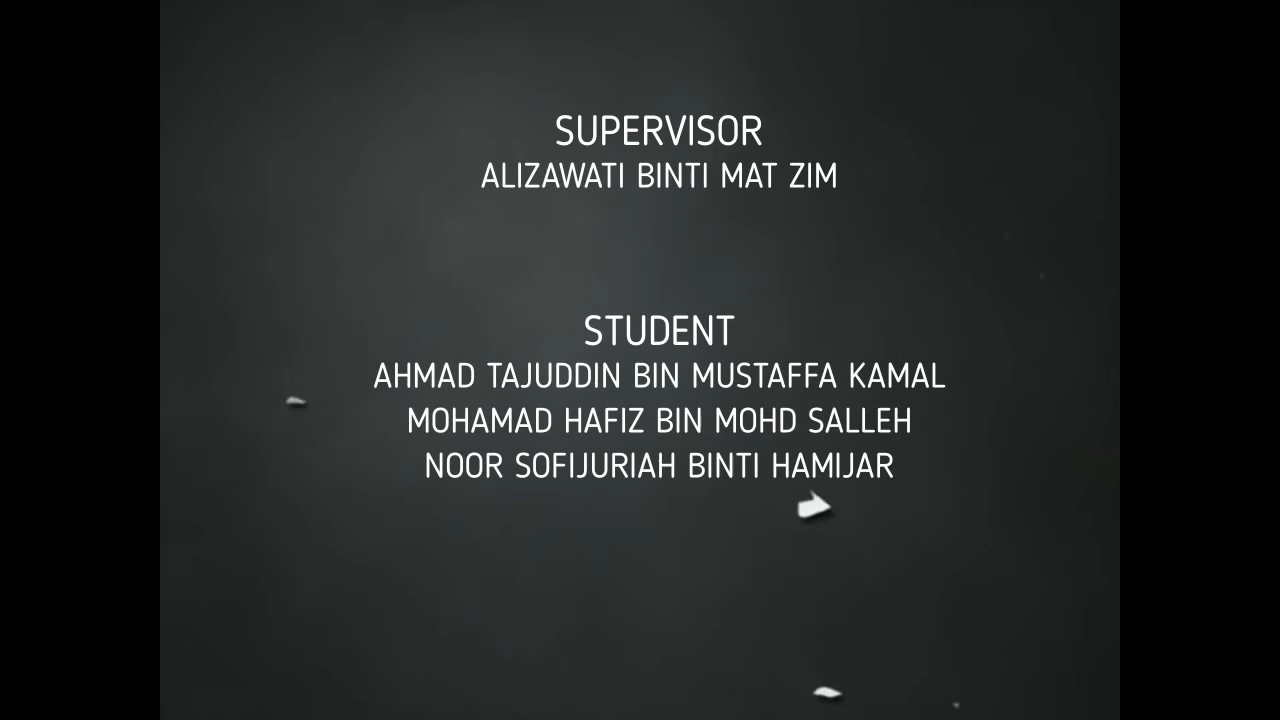 SUPERVISOR
ALIZAWATI BINTI MAT ZIM
STUDENT
AHMAD TAJUDDIN BIN MUSTAFFA KAMAL
MOHAMAD HAFIZ BIN MOHD SALLEH
NOOR SOFIJURIAH BINTI HAMIJAR